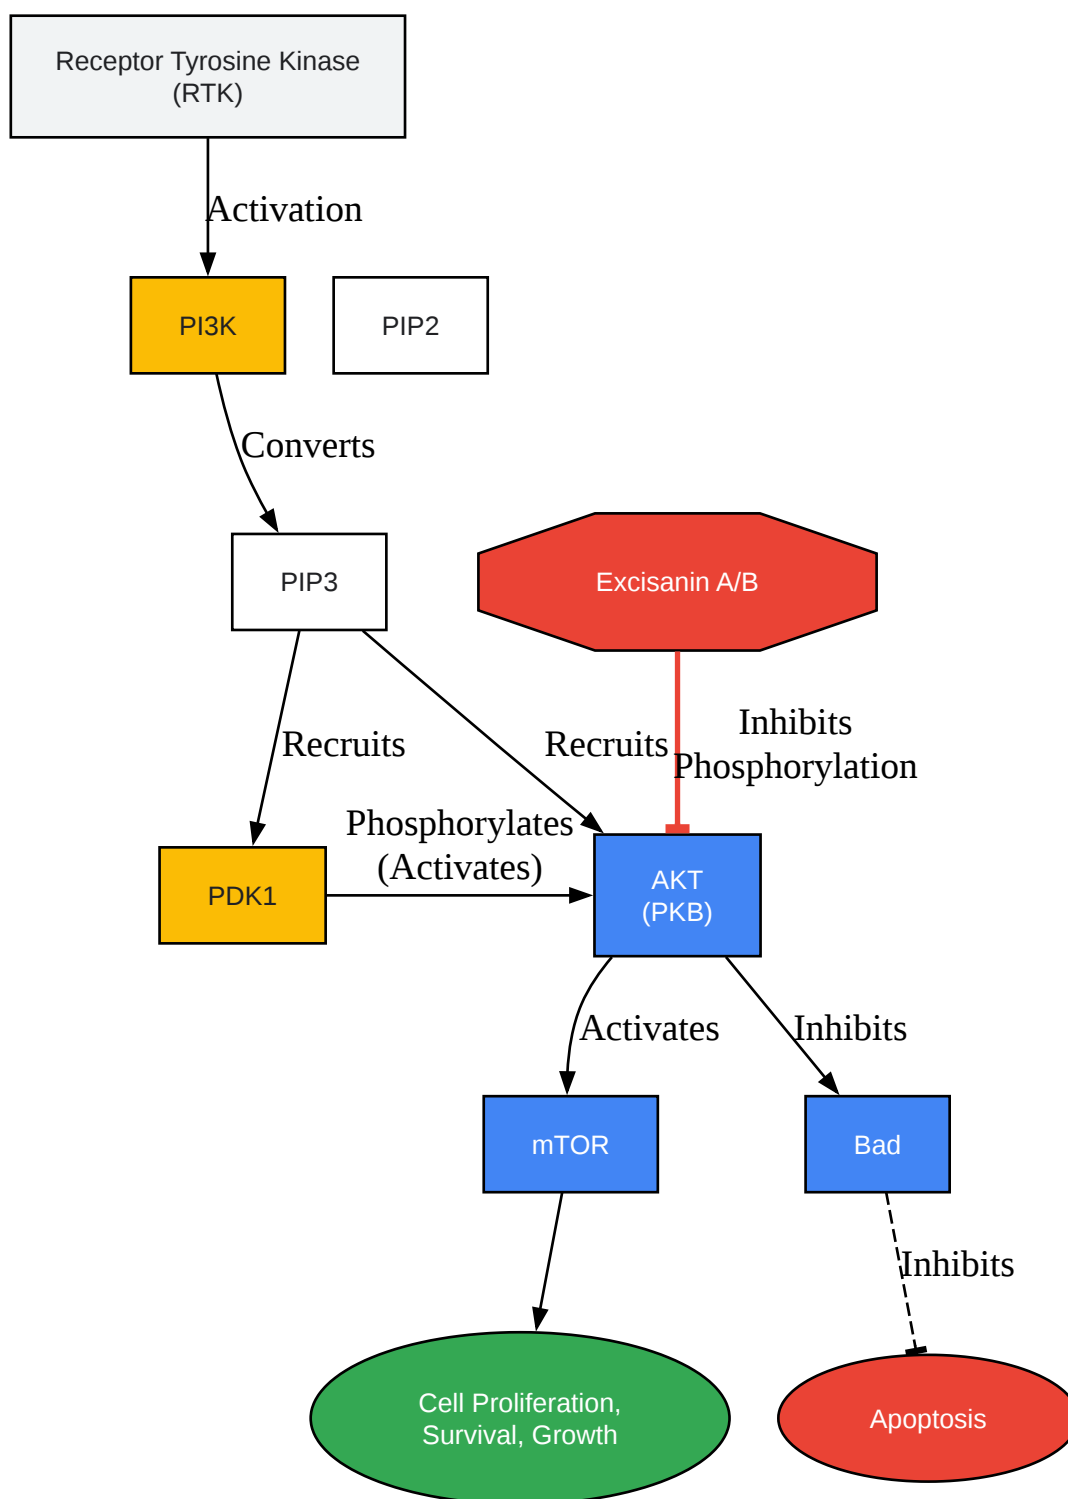 Receptor Tyrosine Kinase
(RTK)
Activation
PI3K
PIP2
Converts
PIP3
Excisanin A/B
Recruits
Recruits
Inhibits
Phosphorylation
Phosphorylates
(Activates)
PDK1
AKT
(PKB)
Activates
Inhibits
mTOR
Bad
Inhibits
Cell Proliferation,
Survival, Growth
Apoptosis